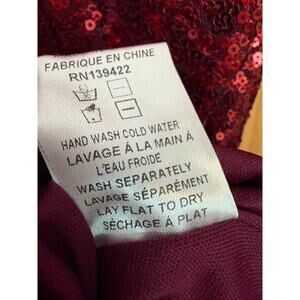 FABRIQUE EN CHINE
RN139422
HAND WASH COLD WATER
LAVAGE À LA MAIN À
L'EAU FROIDE
WASH SEPARATELY
LAVAGE SÉPARÉMENT
LAY FLAT TO DRY
SÉCHAGE À PLAT